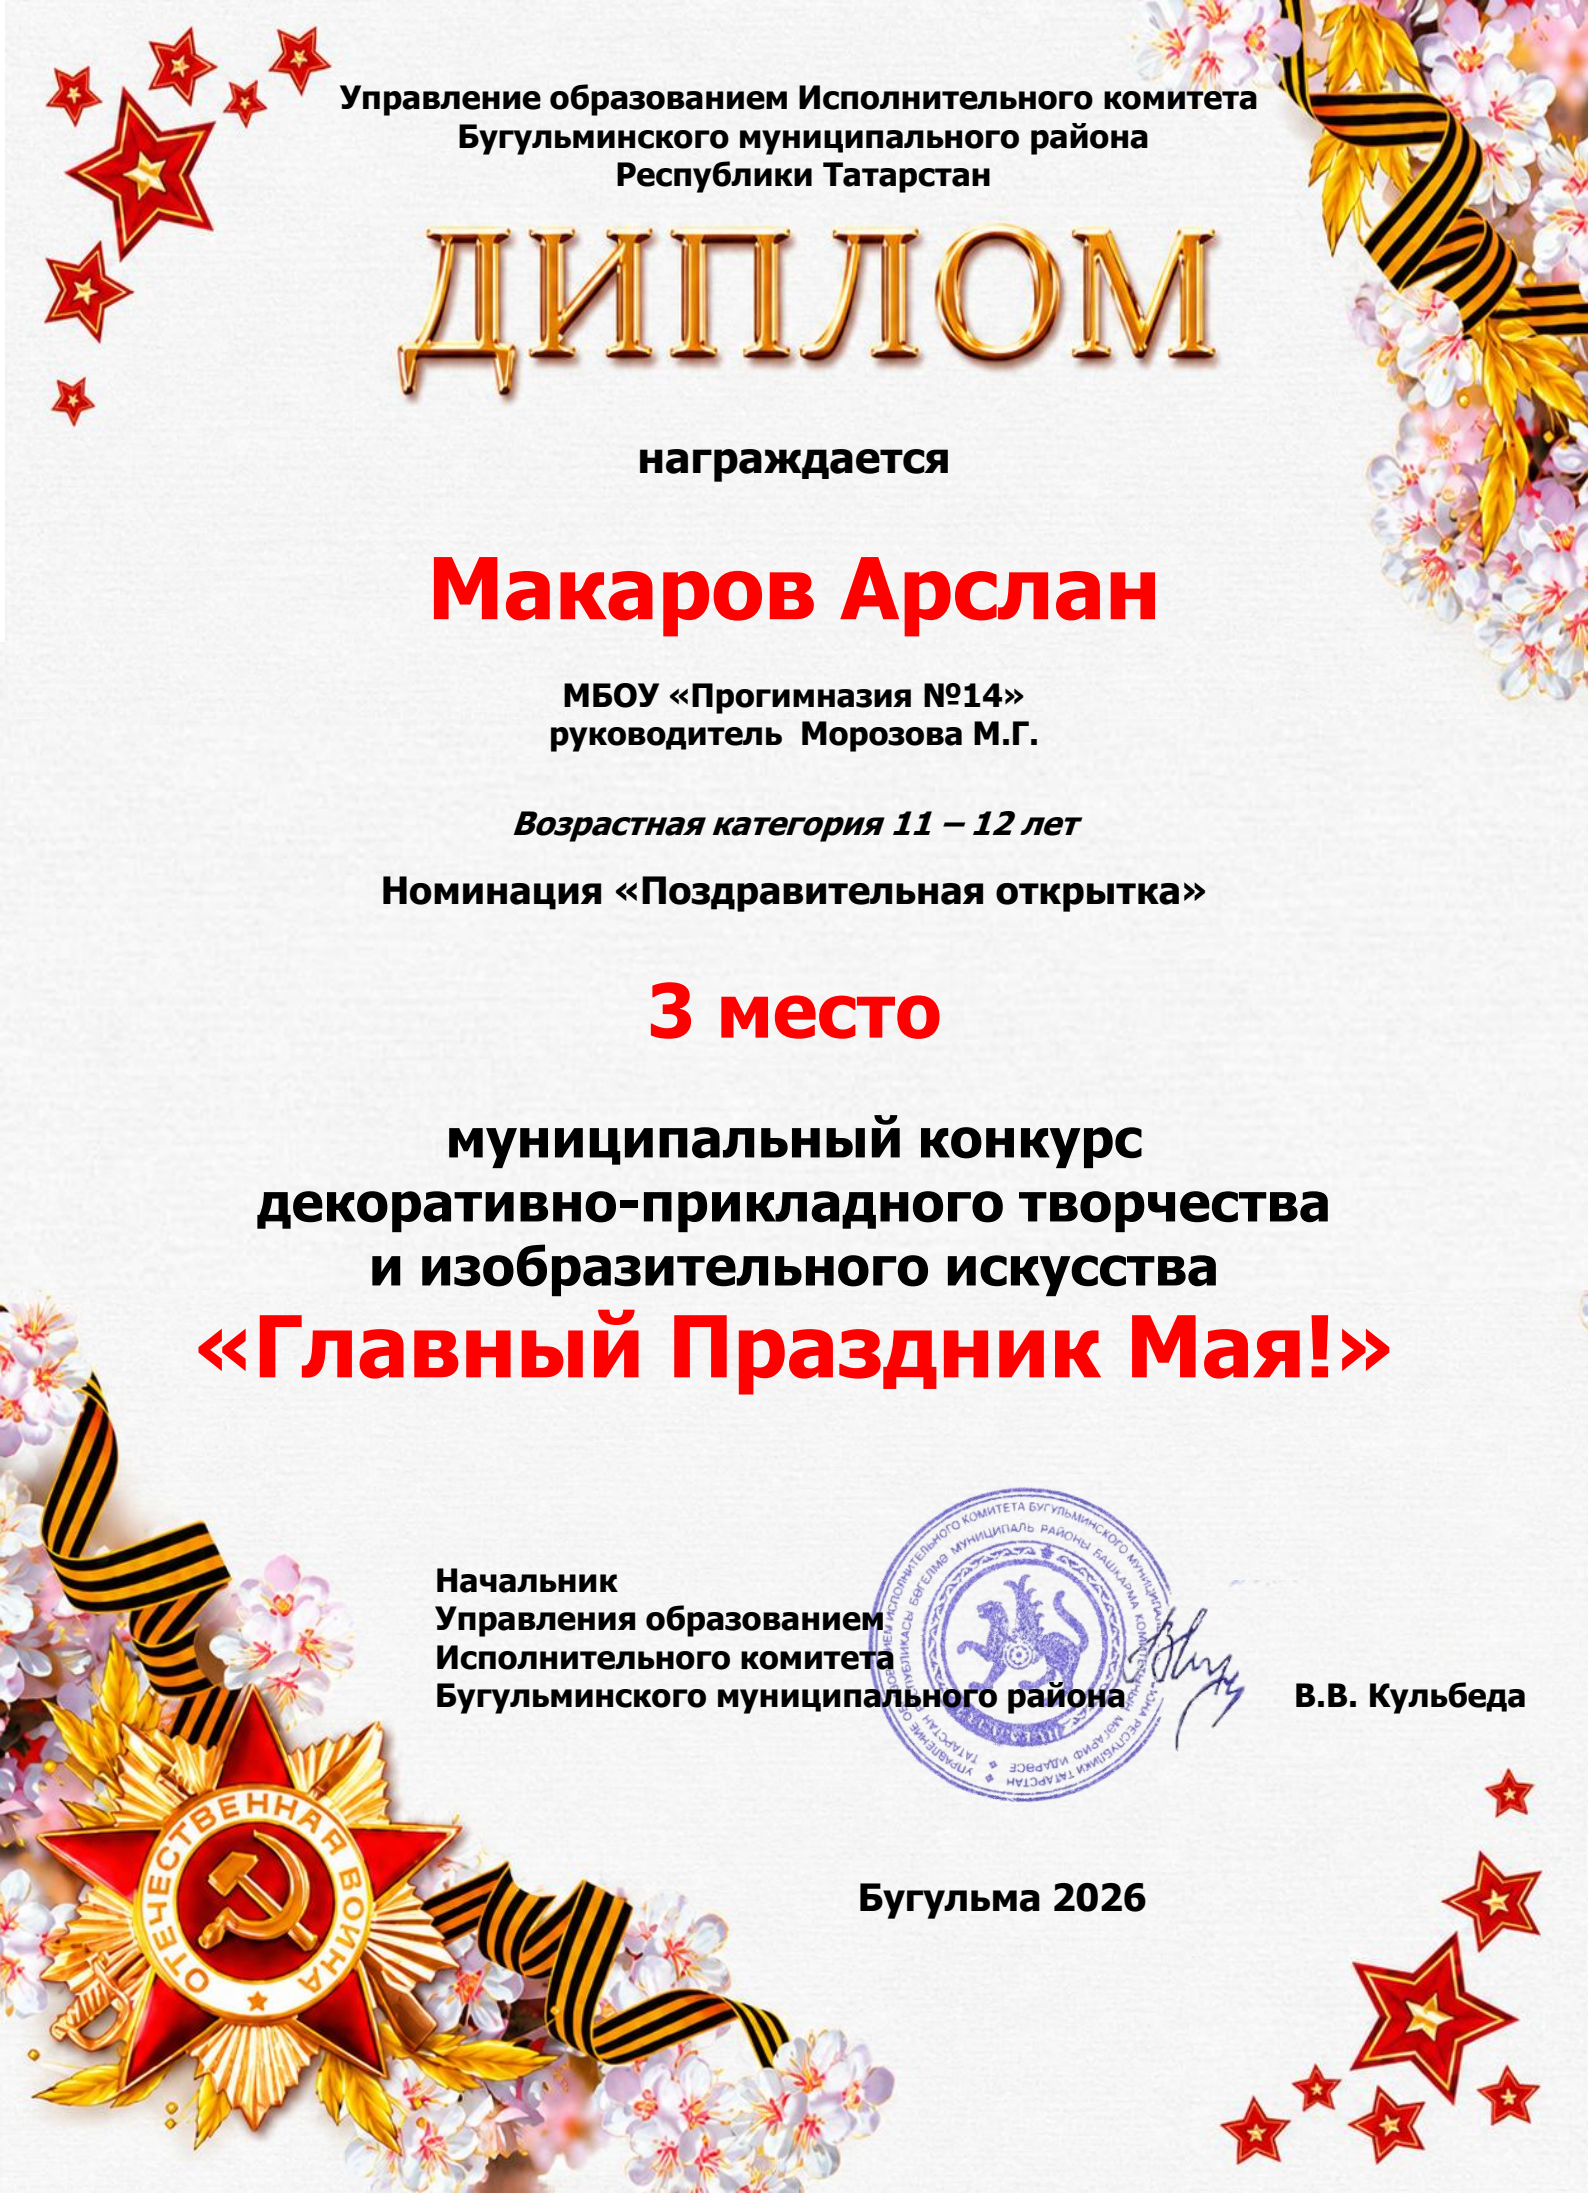 Управление образованием Исполнительного комитета
Бугульминского муниципального района
Республики Татарстан
ДИПЛОМ
награждается
Макаров Арслан
МБОУ «Прогимназия №14»
руководитель  Морозова М.Г.
Возрастная категория 11 – 12 лет
Номинация «Поздравительная открытка»
3 место
муниципальный конкурс
декоративно-прикладного творчества
и изобразительного искусства
«Главный Праздник Мая!»
Начальник
Управления образованием
Исполнительного комитета
Бугульминского муниципального района
В.В. Кульбеда
ОТЕЧЕСТВЕННАЯ ВОЙНА
Бугульма 2026